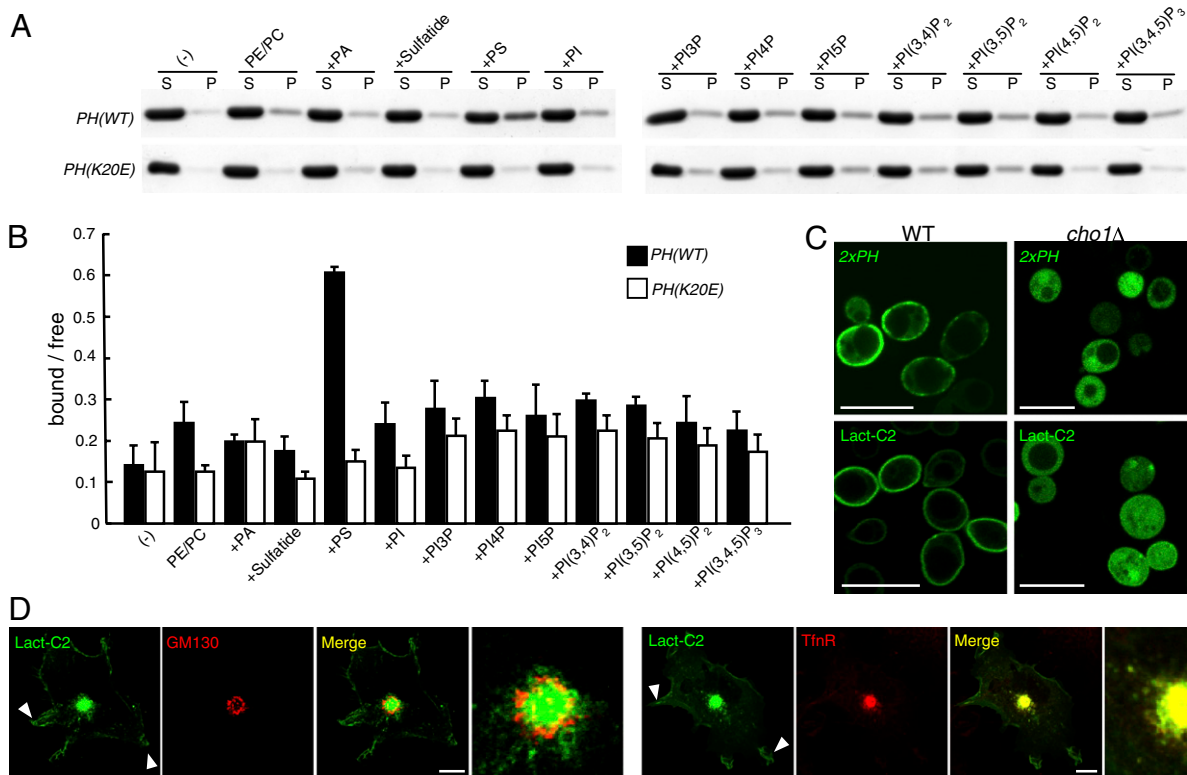 A
(-) PE/PC +PA +Sulfatide +PS +PI +PI3P +PI4P +PI5P +PI(3,4)P2 +PI(3,5)P2 +PI(4,5)P2 +PI(3,4,5)P3
S P S P S P S P S P S P S P S P S P S P S P S P S P
PH(WT)
PH(K20E)
B
0.7
0.6
0.5
0.4
0.3
0.2
0.1
0
bound / free
PH(WT)
PH(K20E)
(-) PE/PC +PA +Sulfatide +PS +PI +PI3P +PI4P +PI5P +PI(3,4)P2 +PI(3,5)P2 +PI(4,5)P2 +PI(3,4,5)P3
C
WT cho1Δ
2xPH 2xPH
Lact-C2 Lact-C2
D
Lact-C2 GM130 Merge Lact-C2 TfnR Merge